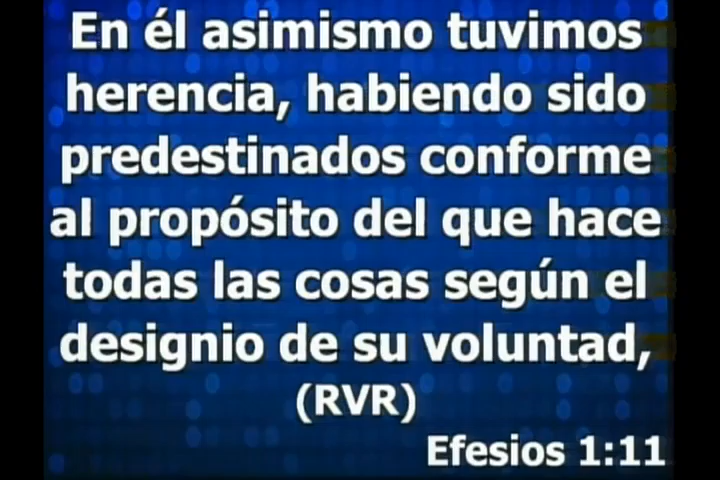 En él asimismo tuvimos
herencia, habiendo sido
predestinados conforme
al propósito del que hace
todas las cosas según el
designio de su voluntad,
(RVR)
Efesios 1:11